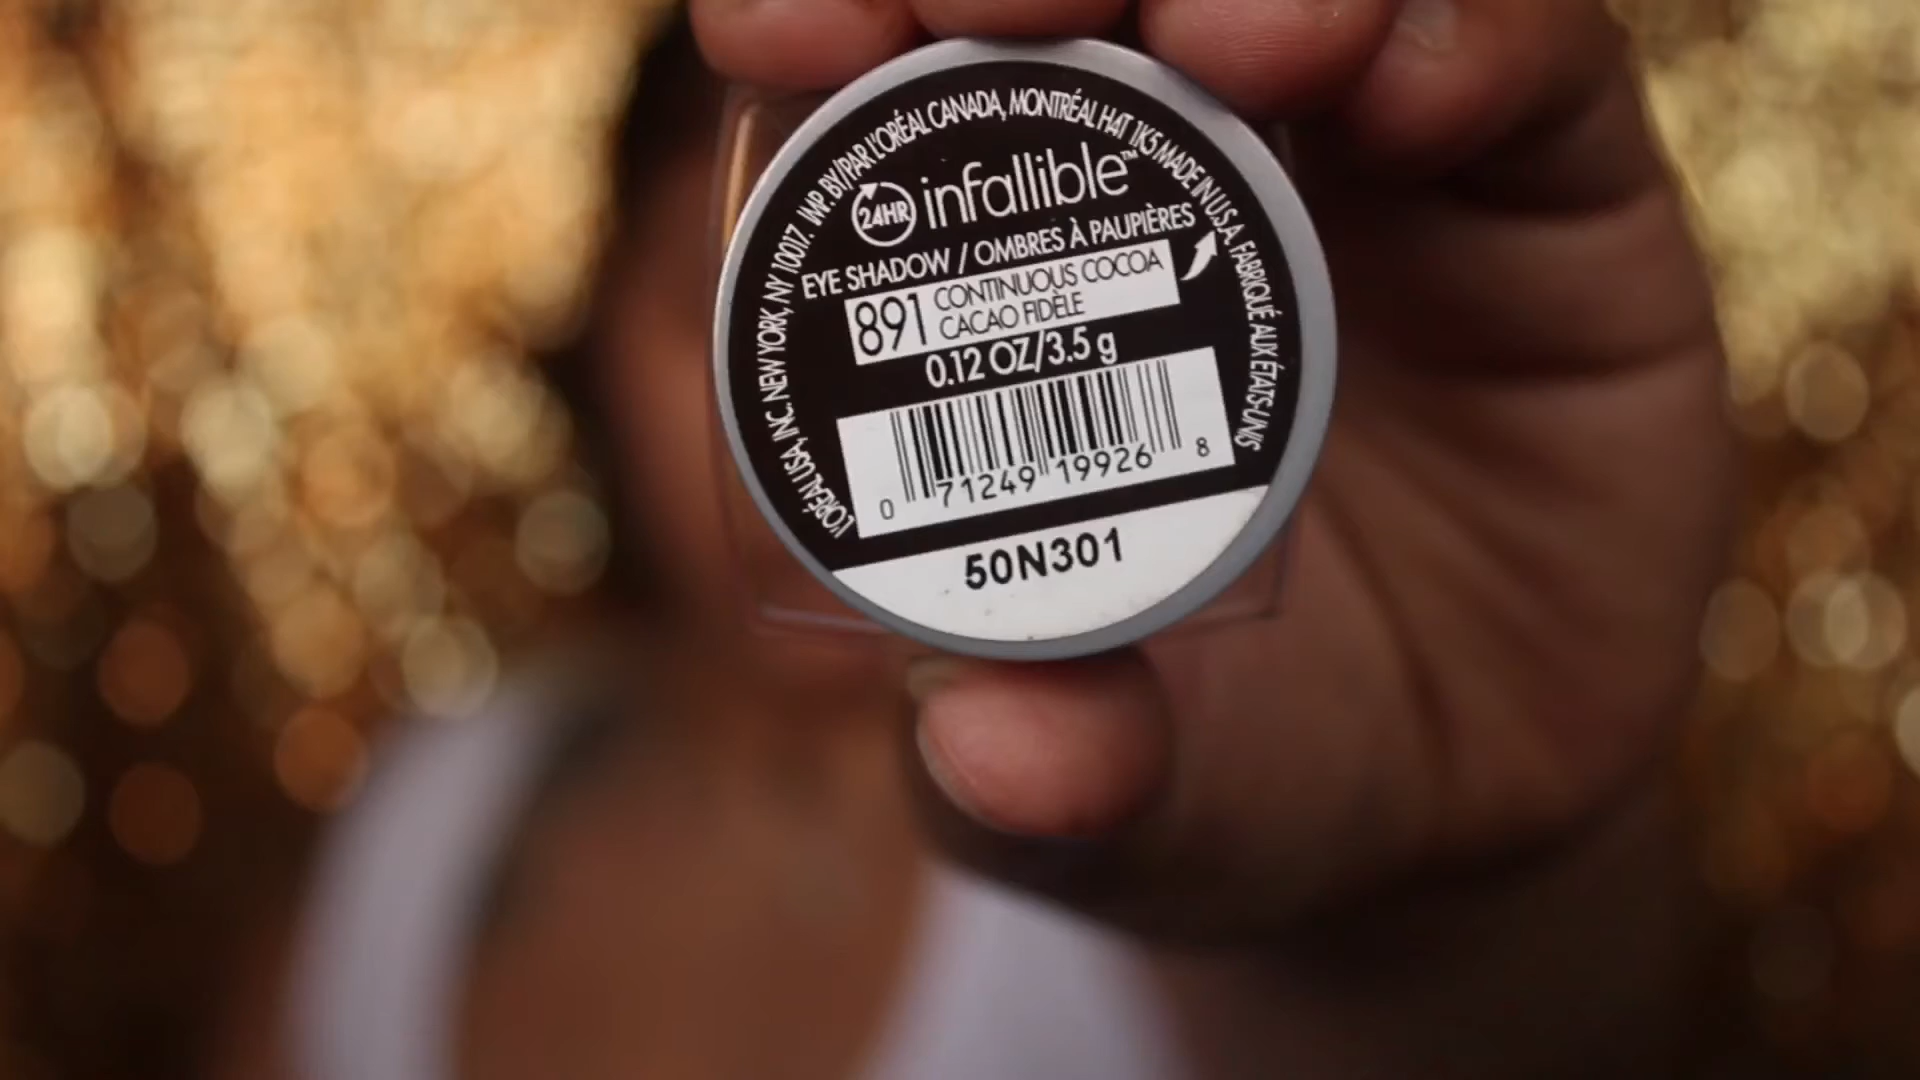 L'ORÉAL USA, INC. NEW YORK, NY 10017. IMP. BY/PAR L'ORÉAL CANADA, MONTRÉAL H4T 1K5 MADE IN U.S.A. FABRIQUÉ AUX ÉTATS-UNIS
24HR infallible™
EYE SHADOW / OMBRES À PAUPIÈRES
891 CONTINUOUS COCOA
CACAO FIDÈLE
0.12 OZ/3.5 g
0 71249 19926 8
50N301